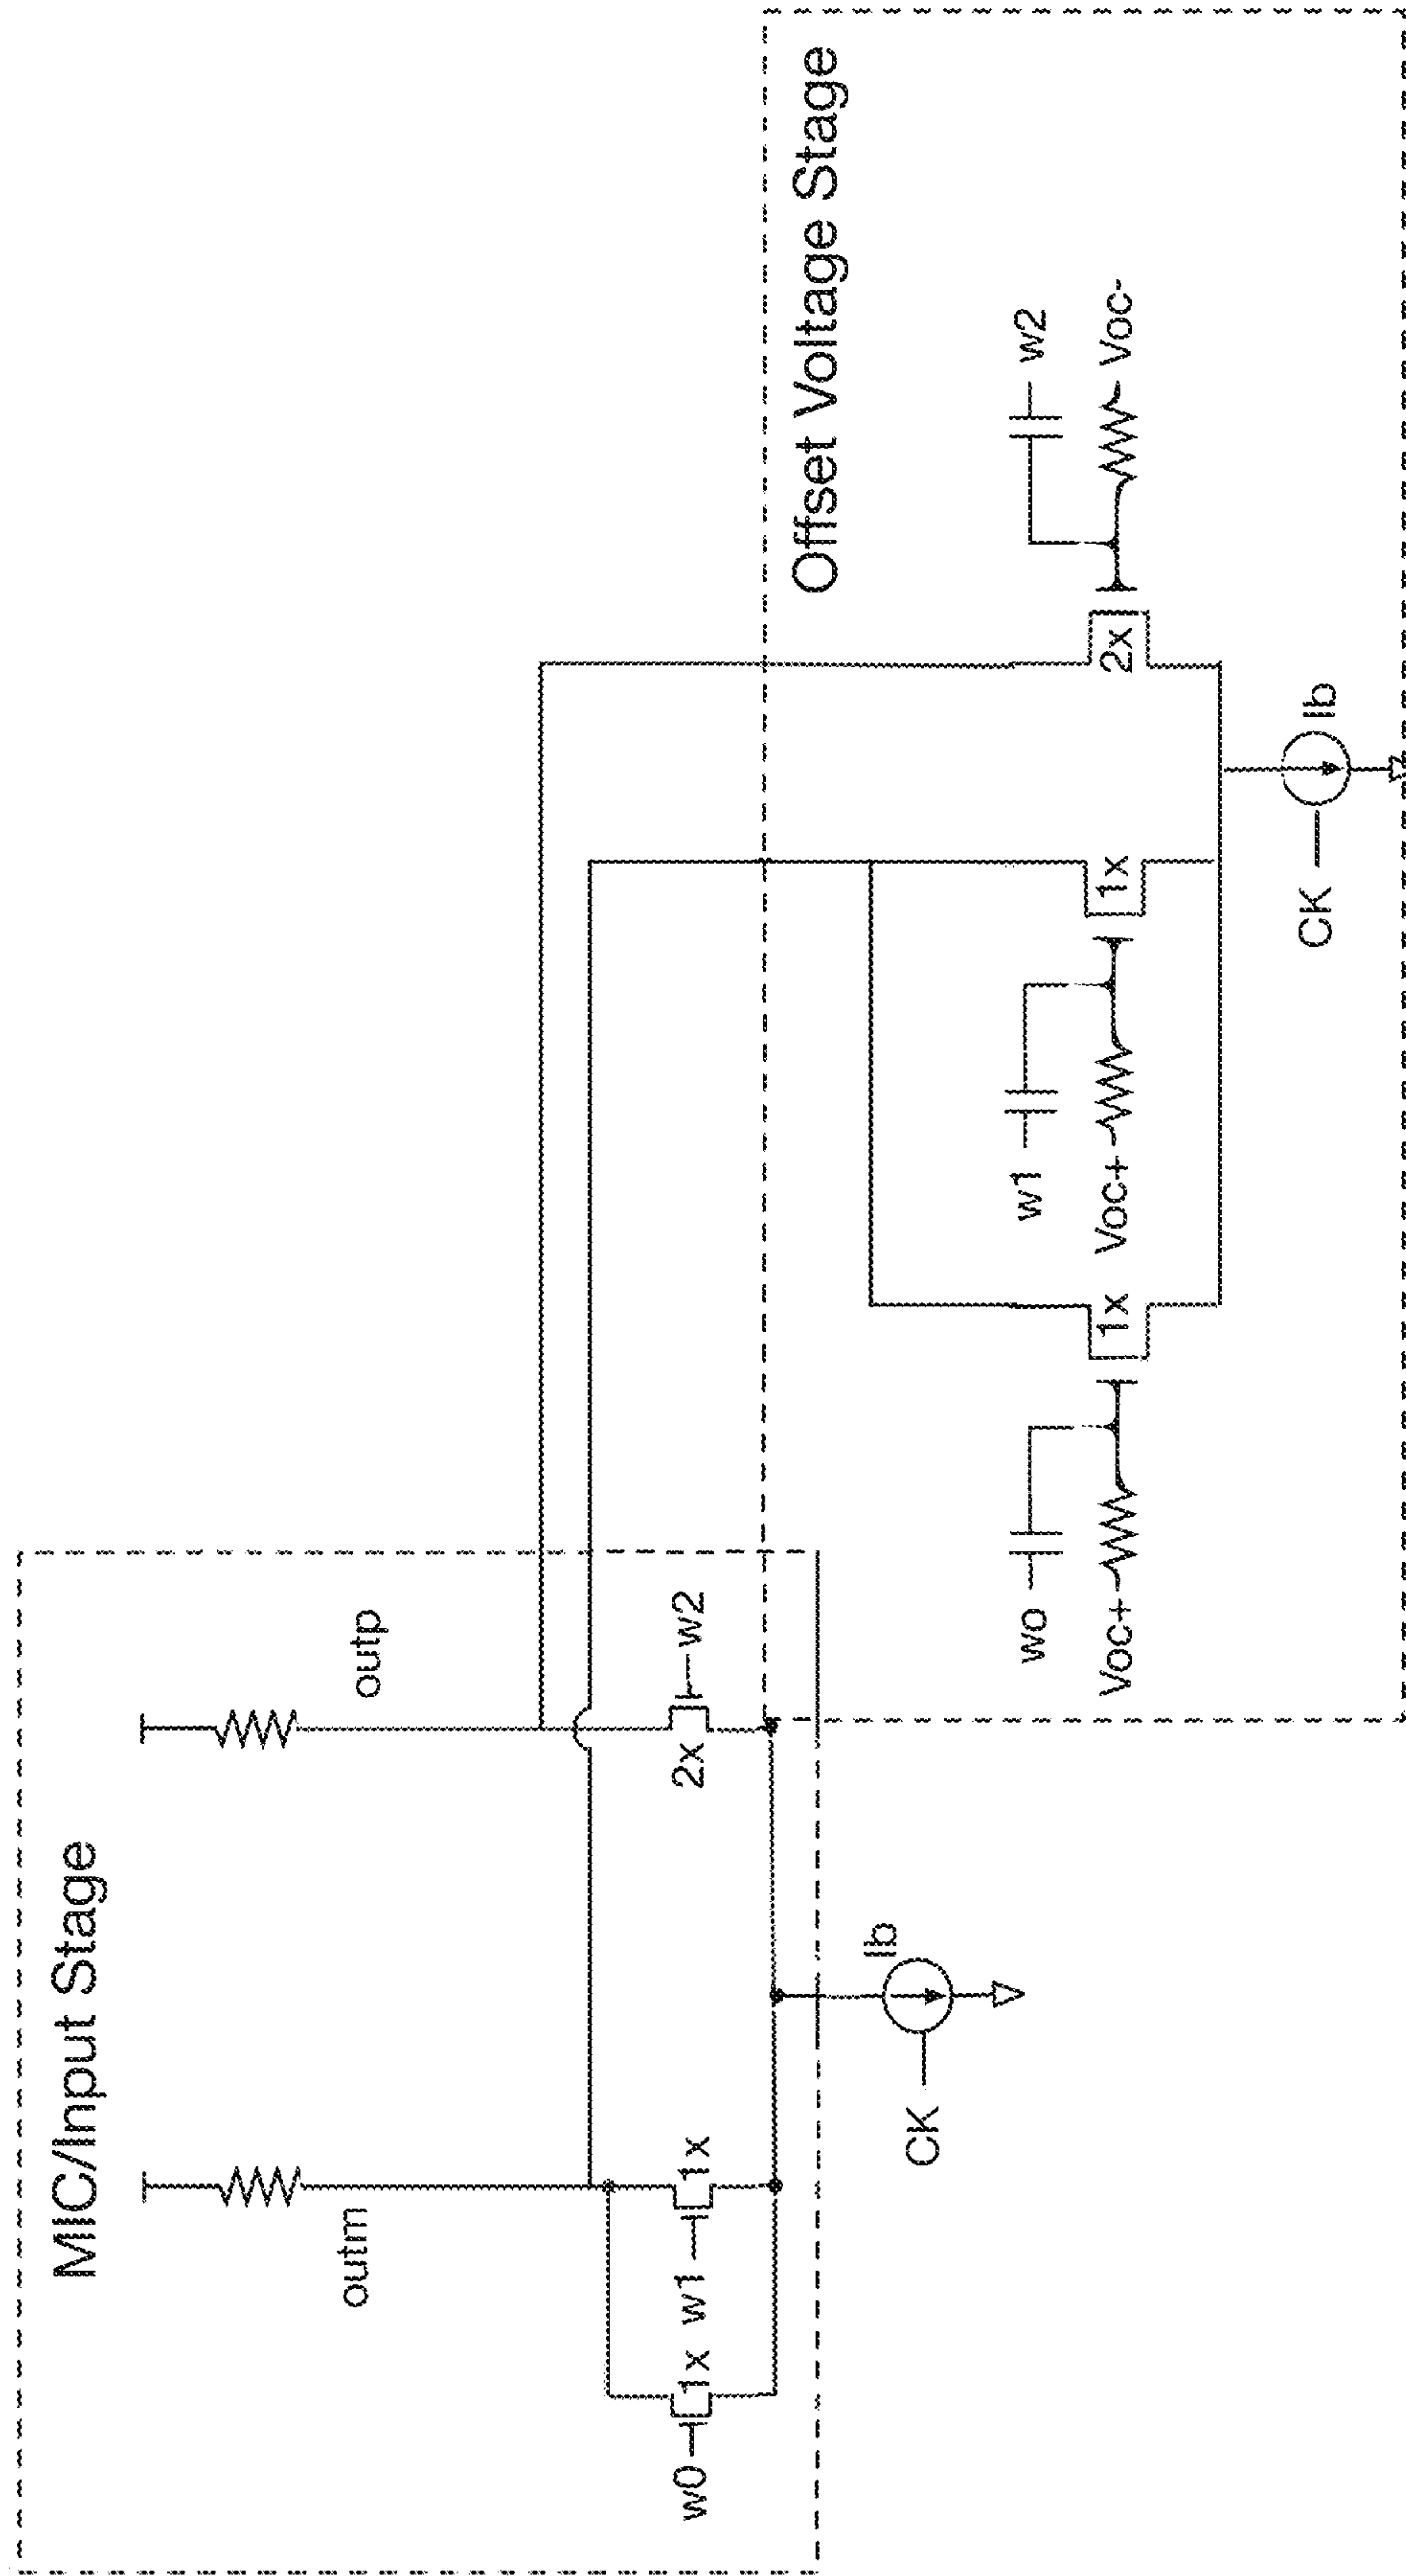 MIC/Input Stage
outm
outp
w0
1x
w1
1x
2x
w2
CK
Ib
Offset Voltage Stage
wo
Voc+
1x
w1
Voc+
1x
2x
w2
Voc-
CK
Ib